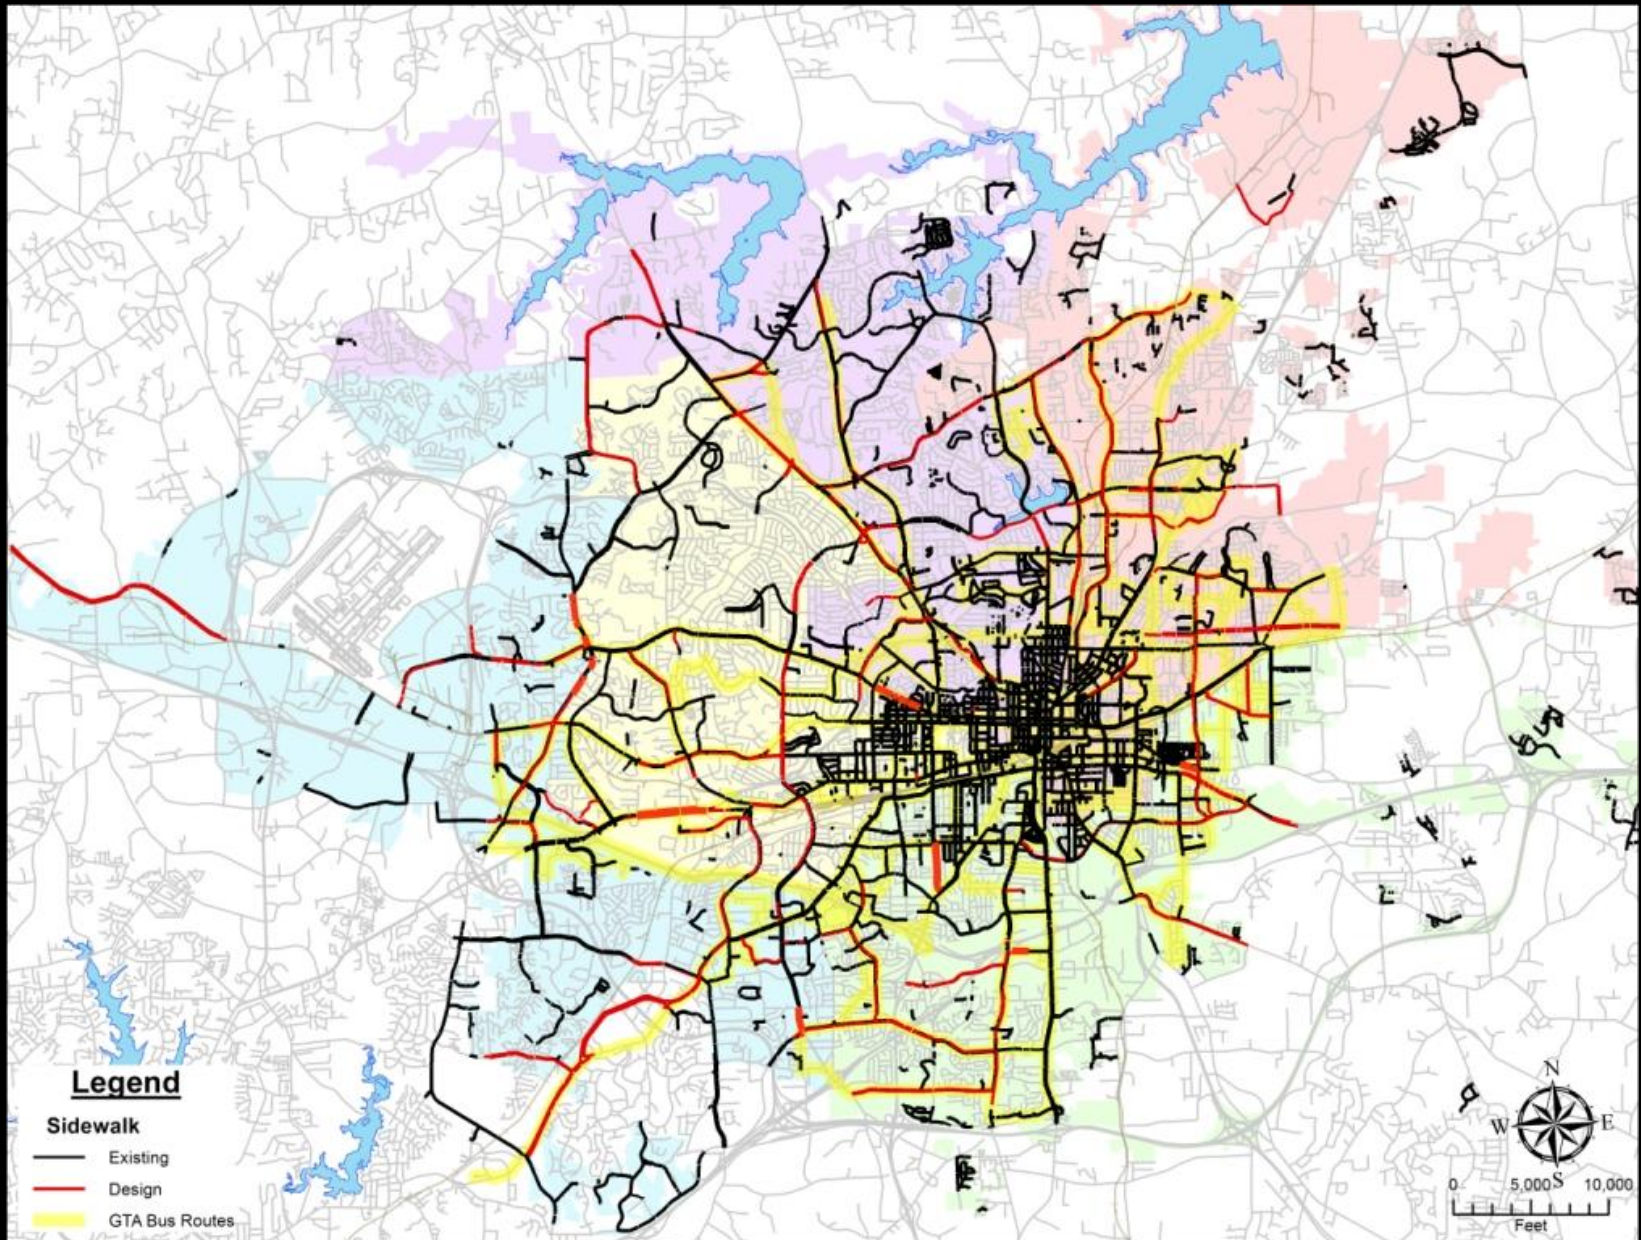 Legend
Sidewalk
Existing
Design
GTA Bus Routes
N
W E
S
0 5,000 10,000
Feet